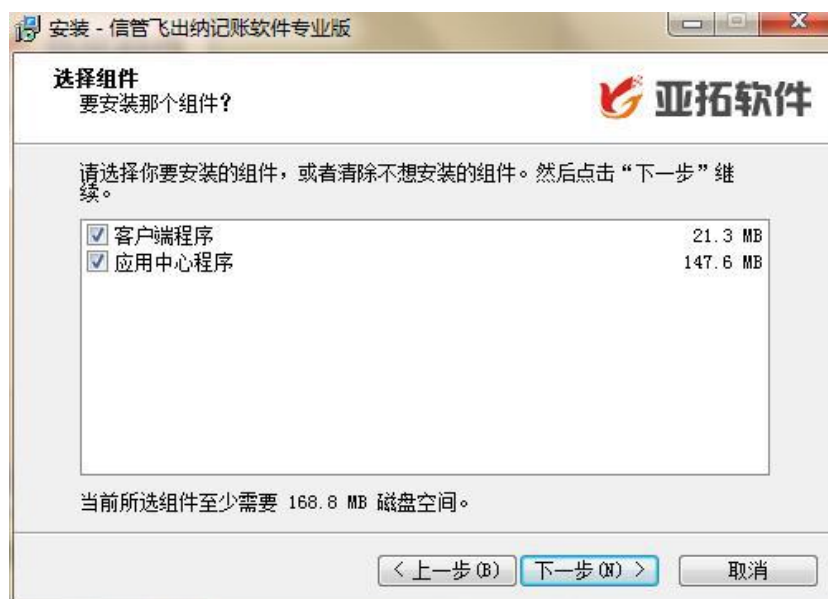 安装 - 信管飞出纳记账软件专业版
选择组件
要安装那个组件?
亚拓软件
请选择你要安装的组件，或者清除不想安装的组件。然后点击“下一步”继
续。
客户端程序 21.3 MB
应用中心程序 147.6 MB
当前所选组件至少需要 168.8 MB 磁盘空间。
< 上一步(B) 下一步(N) > 取消